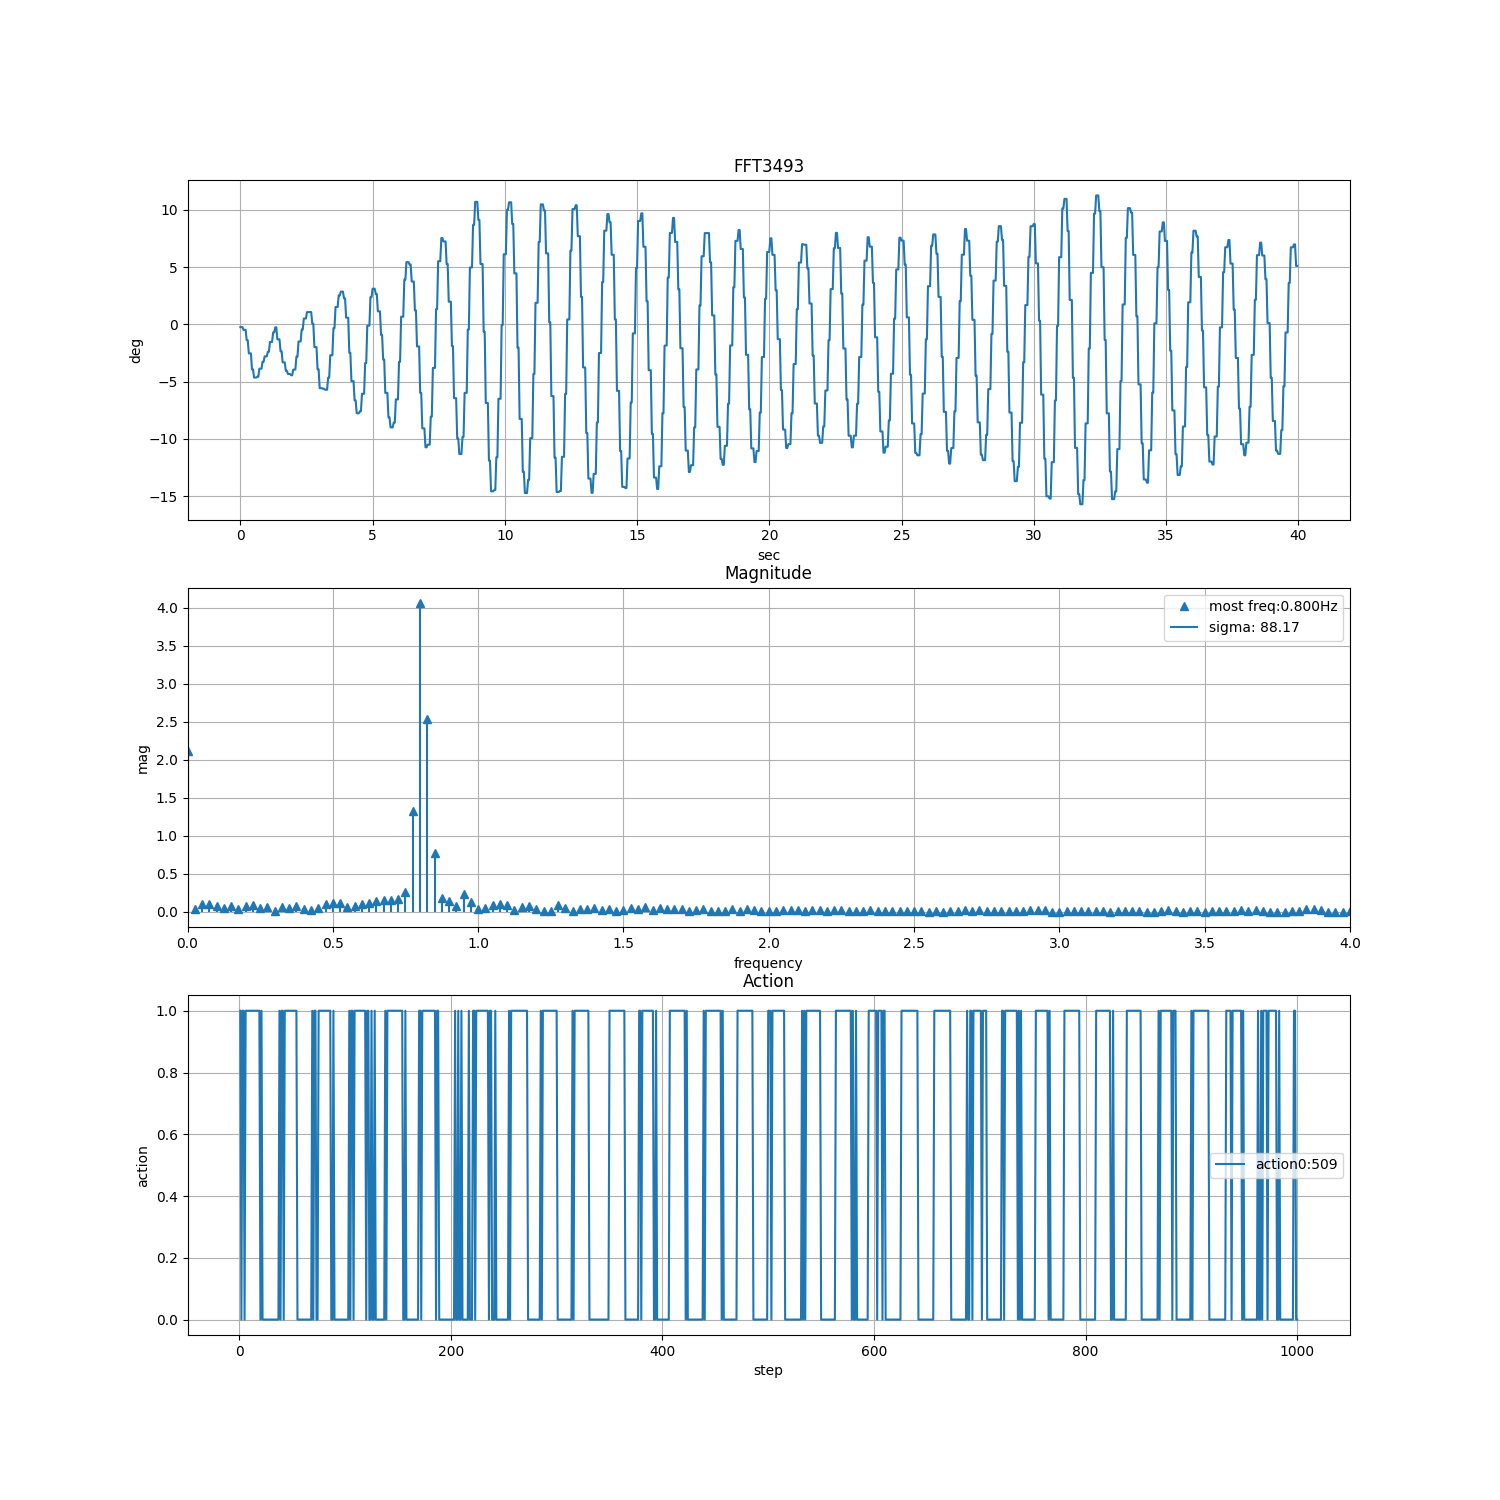 FFT3493
10
5
0
−5
−10
−15
deg
0 5 10 15 20 25 30 35 40
sec
Magnitude
4.0
3.5
3.0
2.5
2.0
1.5
1.0
0.5
0.0
mag
most freq:0.800Hz
sigma: 88.17
0.0 0.5 1.0 1.5 2.0 2.5 3.0 3.5 4.0
frequency
Action
1.0
0.8
0.6
0.4
0.2
0.0
action
action0:509
0 200 400 600 800 1000
step